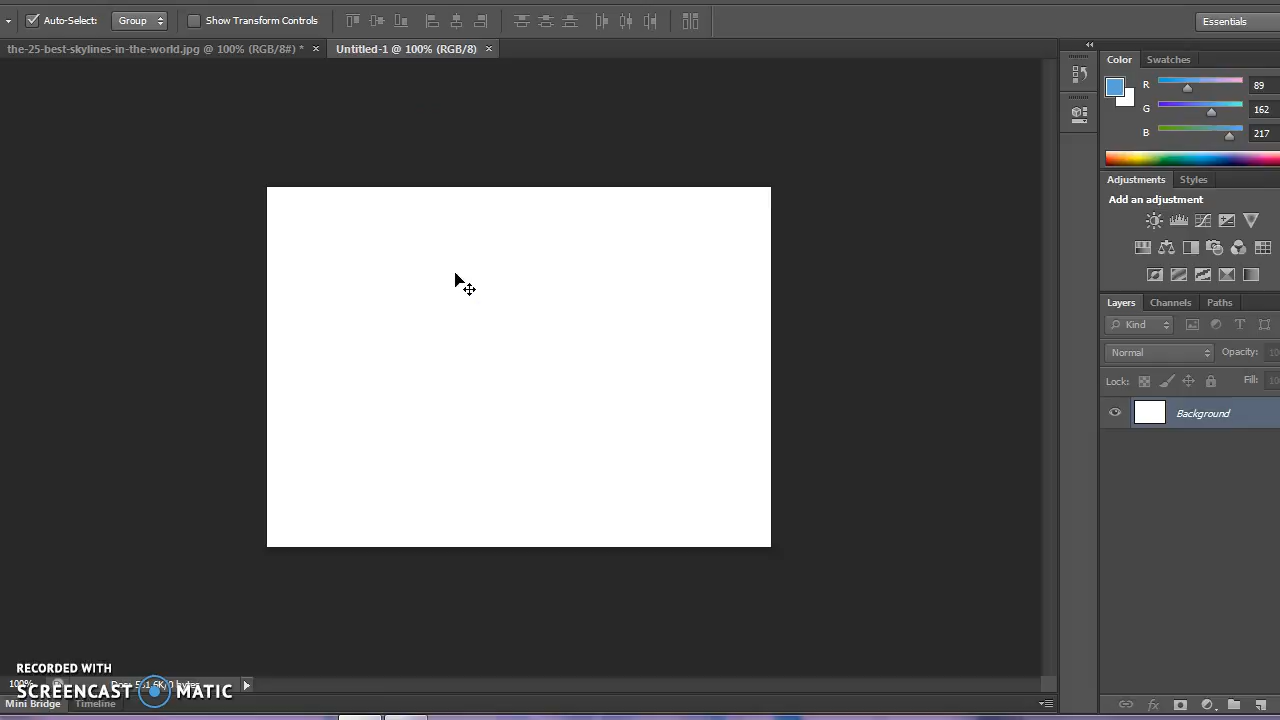 Auto-Select: Group Show Transform Controls Essentials
the-25-best-skylines-in-the-world.jpg @ 100% (RGB/8#) * × Untitled-1 @ 100% (RGB/8) ×
Color Swatches
R 89
G 162
B 217
Adjustments Styles
Add an adjustment
Layers Channels Paths
Kind
Normal Opacity:
Lock: Fill:
Background
RECORDED WITH
SCREENCAST MATIC
100%
Mini Bridge Timeline